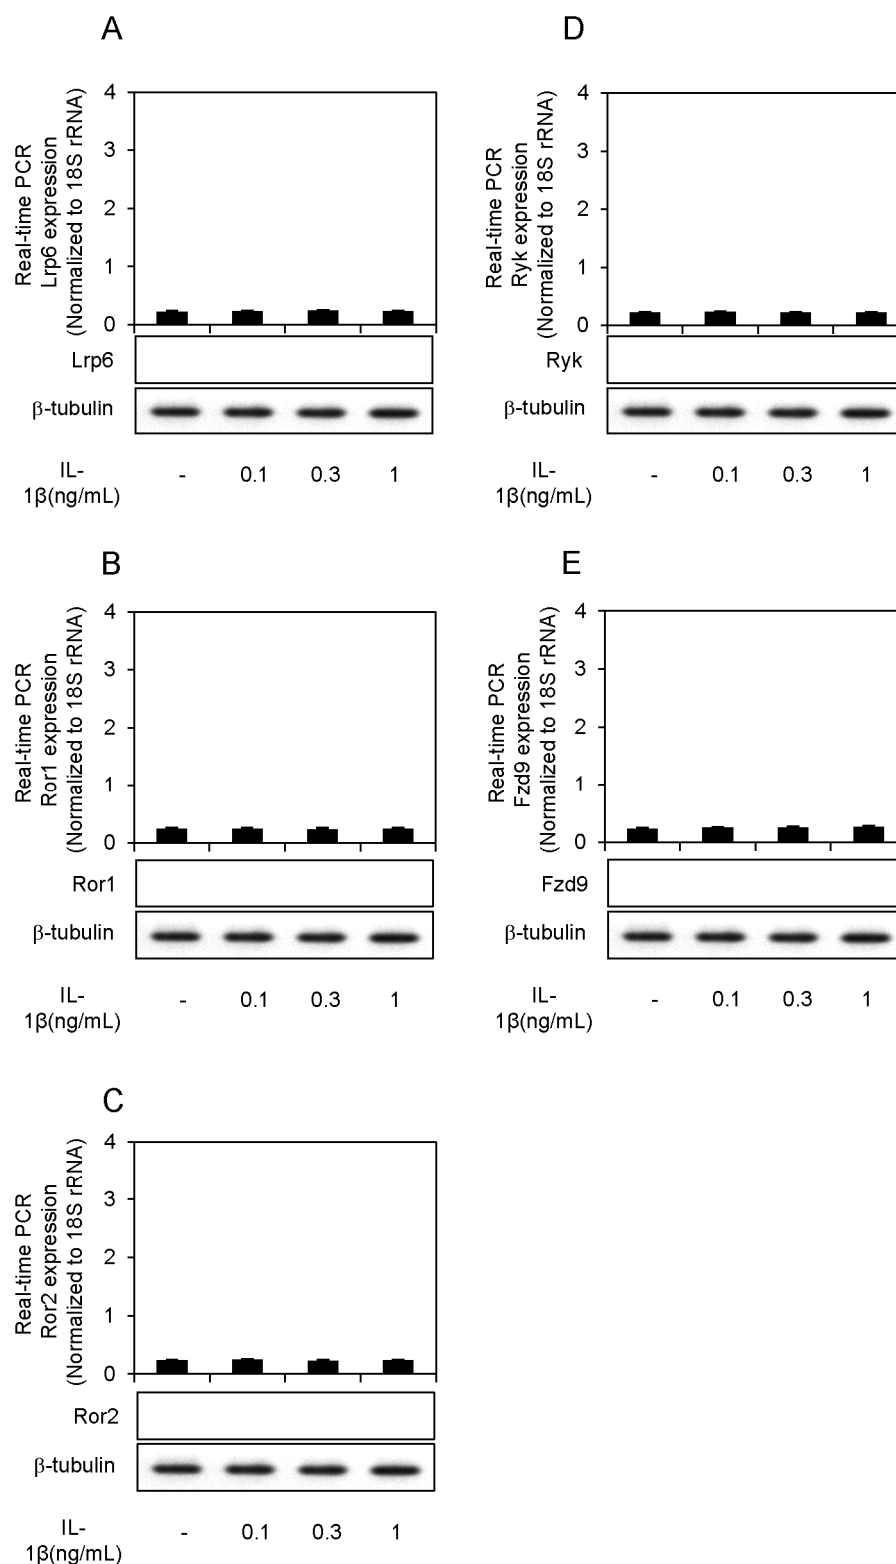 A
Real-time PCR
Lrp6 expression
(Normalized to 18S rRNA)
4
3
2
1
0
Lrp6
β-tubulin
IL-
1β(ng/mL)
- 0.1 0.3 1
D
Real-time PCR
Ryk expression
(Normalized to 18S rRNA)
4
3
2
1
0
Ryk
β-tubulin
IL-
1β(ng/mL)
- 0.1 0.3 1
B
Real-time PCR
Ror1 expression
(Normalized to 18S rRNA)
4
3
2
1
0
Ror1
β-tubulin
IL-
1β(ng/mL)
- 0.1 0.3 1
E
Real-time PCR
Fzd9 expression
(Normalized to 18S rRNA)
4
3
2
1
0
Fzd9
β-tubulin
IL-
1β(ng/mL)
- 0.1 0.3 1
C
Real-time PCR
Ror2 expression
(Normalized to 18S rRNA)
4
3
2
1
0
Ror2
β-tubulin
IL-
1β(ng/mL)
- 0.1 0.3 1